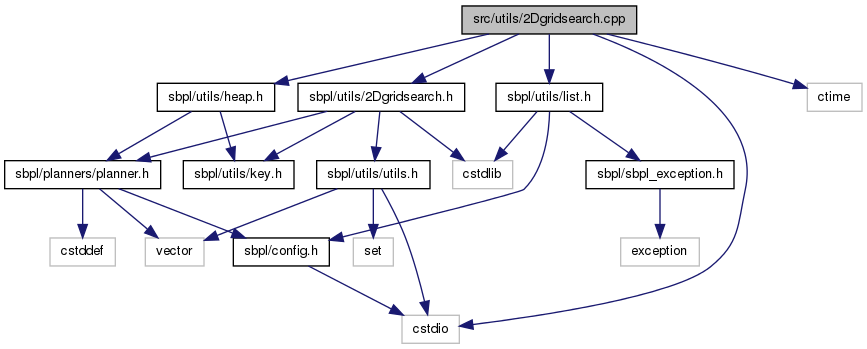 src/utils/2Dgridsearch.cpp
sbpl/utils/heap.h
sbpl/utils/2Dgridsearch.h
sbpl/utils/list.h
ctime
sbpl/planners/planner.h
sbpl/utils/key.h
sbpl/utils/utils.h
cstdlib
sbpl/sbpl_exception.h
cstddef
vector
sbpl/config.h
set
exception
cstdio